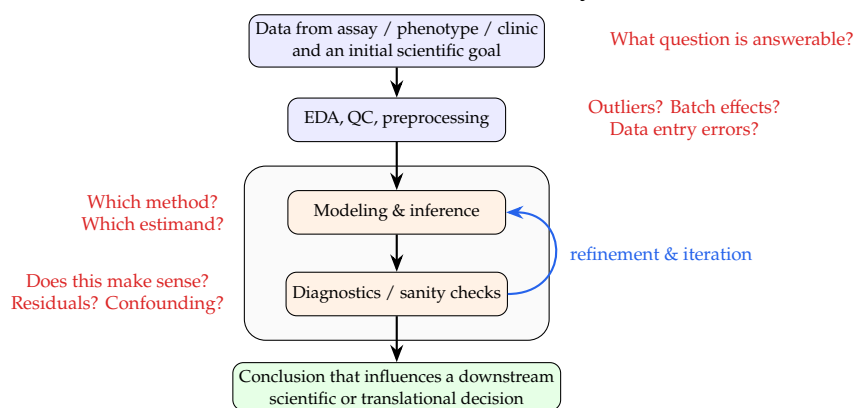 Data from assay / phenotype / clinic
and an initial scientific goal
What question is answerable?
EDA, QC, preprocessing
Outliers? Batch effects?
Data entry errors?
Which method?
Which estimand?
Modeling & inference
refinement & iteration
Does this make sense?
Residuals? Confounding?
Diagnostics / sanity checks
Conclusion that influences a downstream
scientific or translational decision